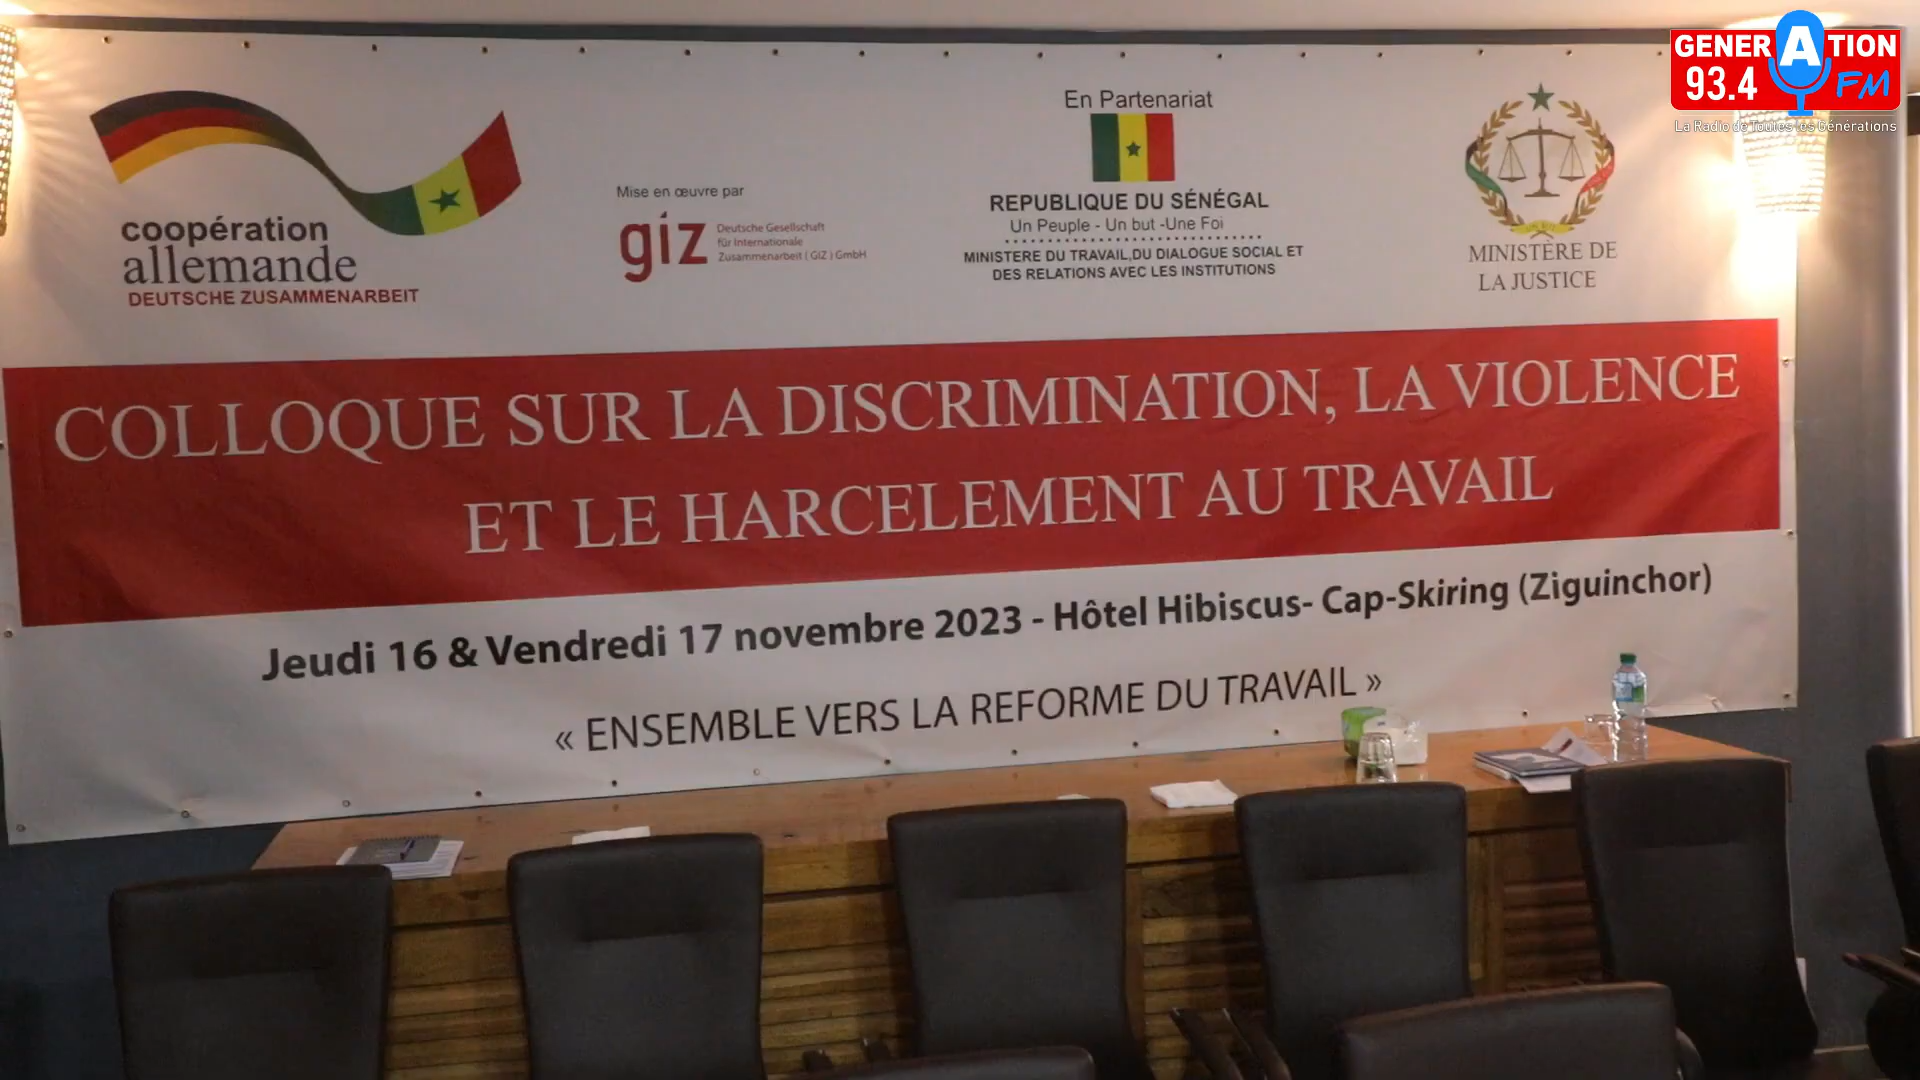 GENERATION
93.4 FM
La Radio de Toutes les Générations
coopération
allemande
DEUTSCHE ZUSAMMENARBEIT
Mise en œuvre par
giz
Deutsche Gesellschaft
für Internationale
Zusammenarbeit ( GIZ ) GmbH
En Partenariat
REPUBLIQUE DU SÉNÉGAL
Un Peuple - Un but -Une Foi
MINISTERE DU TRAVAIL,DU DIALOGUE SOCIAL ET
DES RELATIONS AVEC LES INSTITUTIONS
MINISTÈRE DE
LA JUSTICE
COLLOQUE SUR LA DISCRIMINATION, LA VIOLENCE
ET LE HARCELEMENT AU TRAVAIL
Jeudi 16 & Vendredi 17 novembre 2023 - Hôtel Hibiscus- Cap-Skiring (Ziguinchor)
« ENSEMBLE VERS LA REFORME DU TRAVAIL »